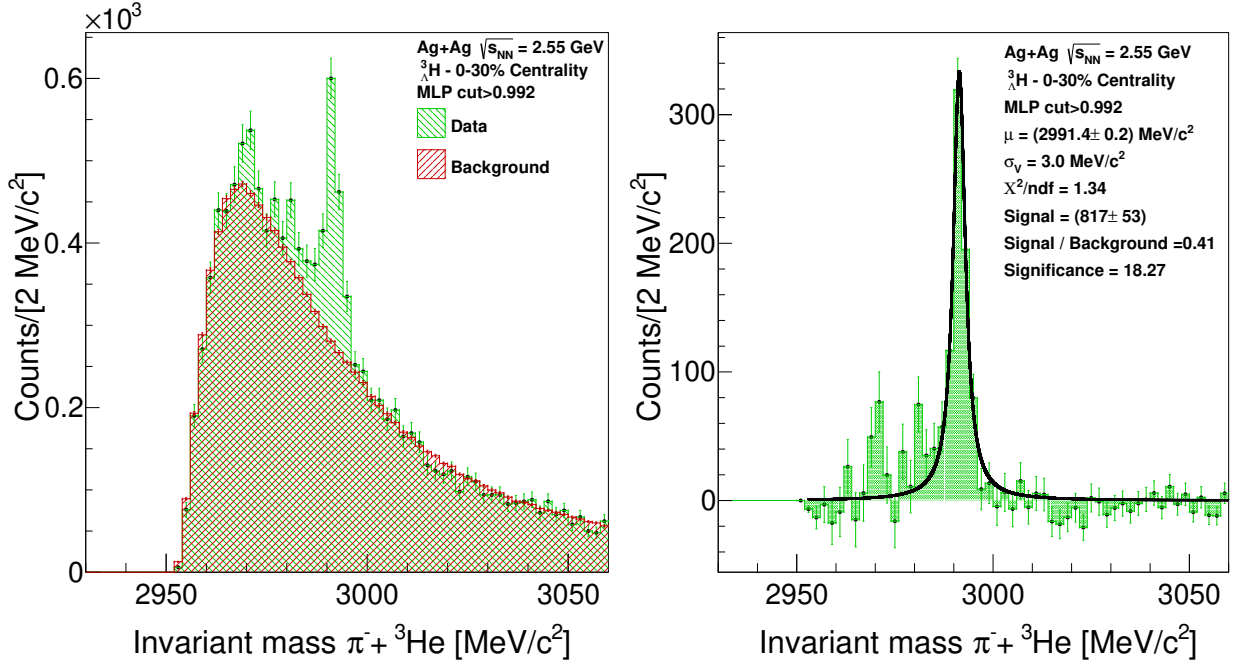 ×10³
Counts/[2 MeV/c²]
0.6
0.4
0.2
0
Ag+Ag √s_NN = 2.55 GeV
³_ΛH - 0-30% Centrality
MLP cut>0.992
Data
Background
2950 3000 3050
Invariant mass π⁻+ ³He [MeV/c²]
Counts/[2 MeV/c²]
300
200
100
0
Ag+Ag √s_NN = 2.55 GeV
³_ΛH - 0-30% Centrality
MLP cut>0.992
μ = (2991.4± 0.2) MeV/c²
σ_V = 3.0 MeV/c²
X²/ndf = 1.34
Signal = (817± 53)
Signal / Background =0.41
Significance = 18.27
2950 3000 3050
Invariant mass π⁻+ ³He [MeV/c²]